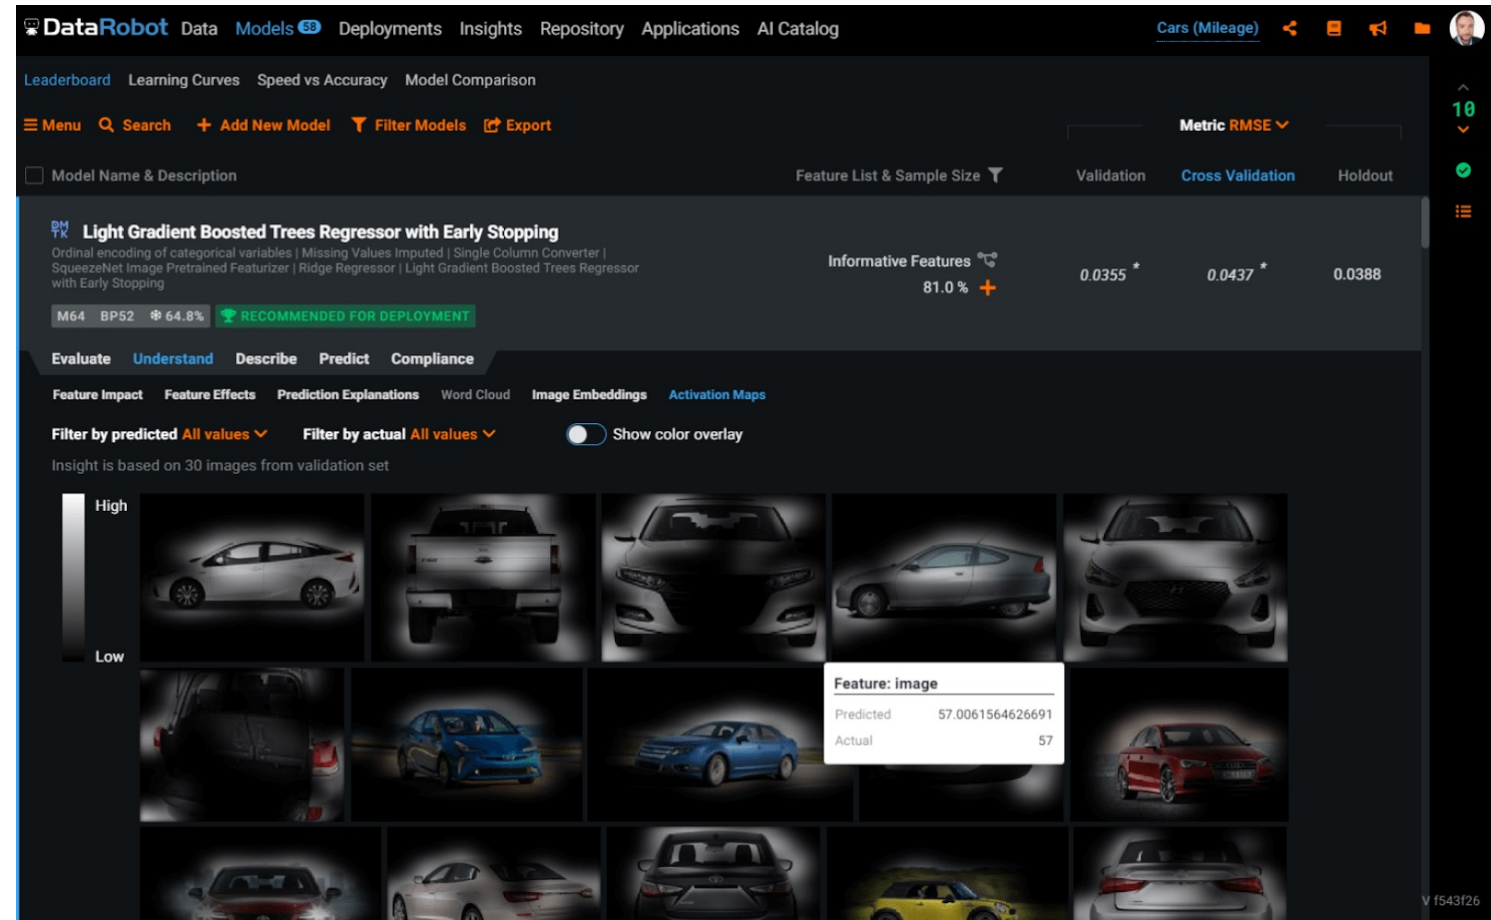 DataRobot Data Models 58 Deployments Insights Repository Applications AI Catalog Cars (Mileage)
Leaderboard Learning Curves Speed vs Accuracy Model Comparison
10
Menu Search + Add New Model Filter Models Export Metric RMSE
Model Name & Description Feature List & Sample Size Validation Cross Validation Holdout
DM
TK
Light Gradient Boosted Trees Regressor with Early Stopping
Ordinal encoding of categorical variables | Missing Values Imputed | Single Column Converter |
SqueezeNet Image Pretrained Featurizer | Ridge Regressor | Light Gradient Boosted Trees Regressor
with Early Stopping
Informative Features
81.0 % +
0.0355 * 0.0437 * 0.0388
M64 BP52 64.8% RECOMMENDED FOR DEPLOYMENT
Evaluate Understand Describe Predict Compliance
Feature Impact Feature Effects Prediction Explanations Word Cloud Image Embeddings Activation Maps
Filter by predicted All values Filter by actual All values Show color overlay
Insight is based on 30 images from validation set
High
Low
Feature: image
Predicted 57.0061564626691
Actual 57
V f543f26